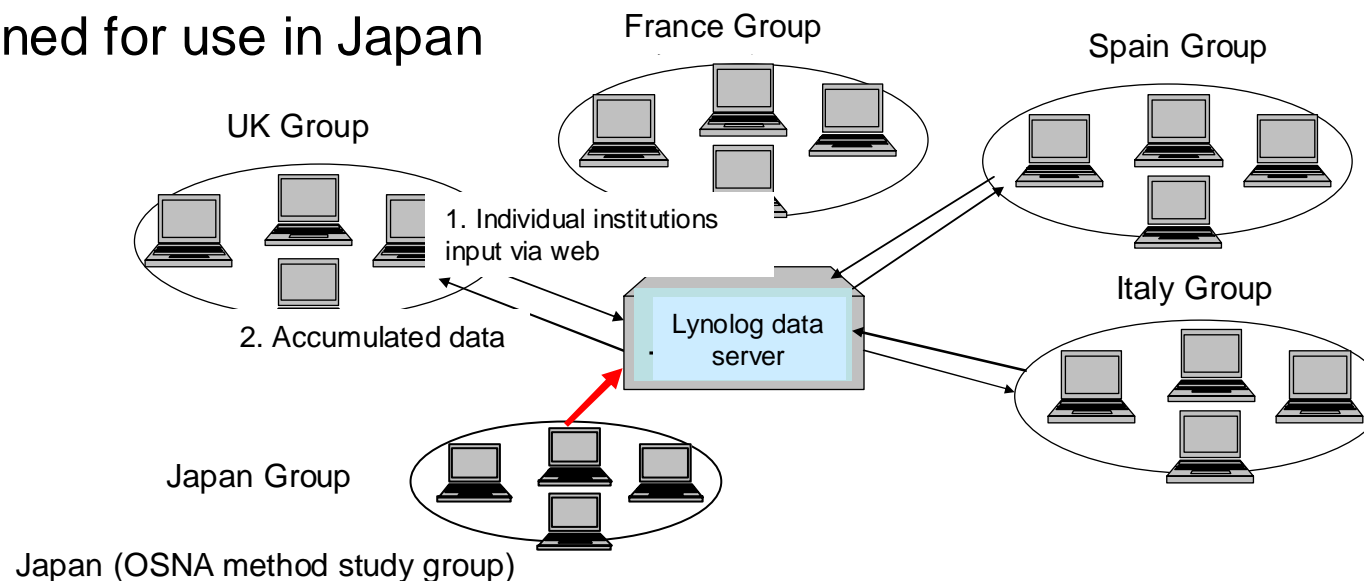 ned for use in Japan
France Group
Spain Group
UK Group
1. Individual institutions
input via web
Italy Group
Lynolog data
server
2. Accumulated data
Japan Group
Japan (OSNA method study group)